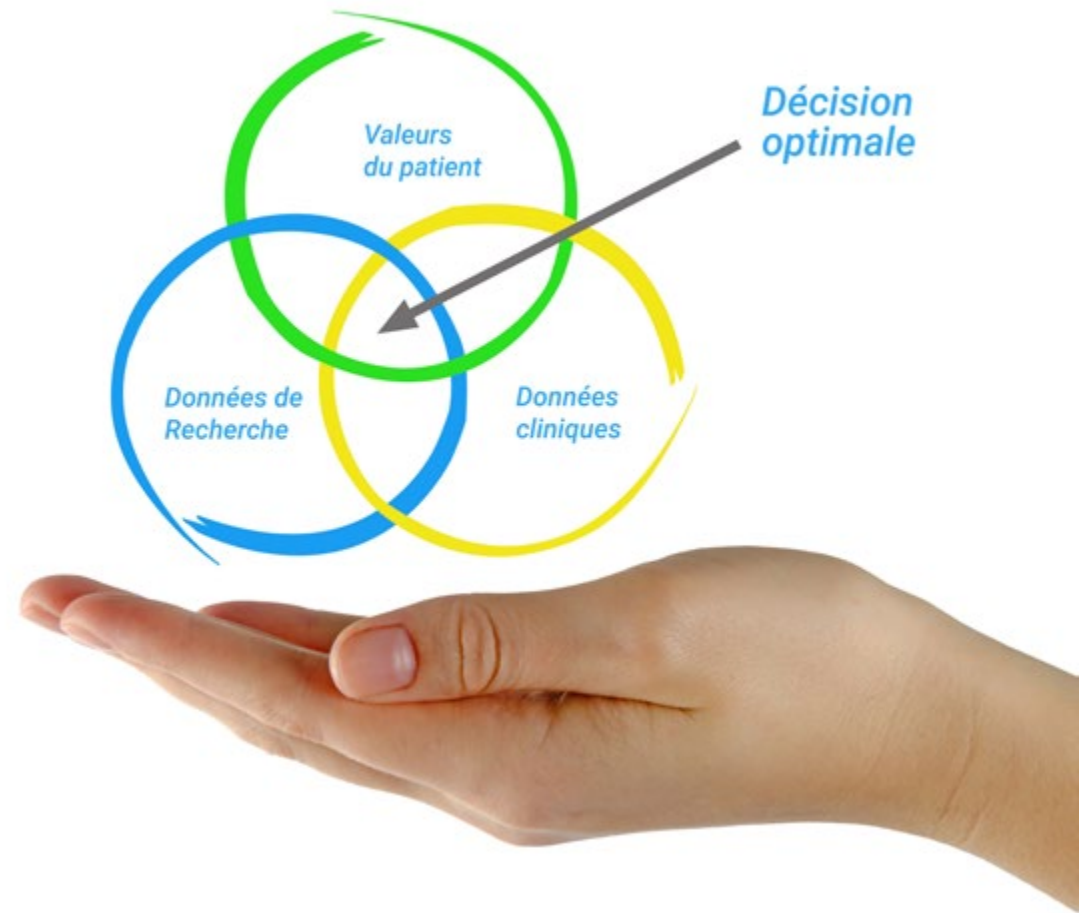 Décision
optimale
Valeurs
du patient
Données de
Recherche
Données
cliniques